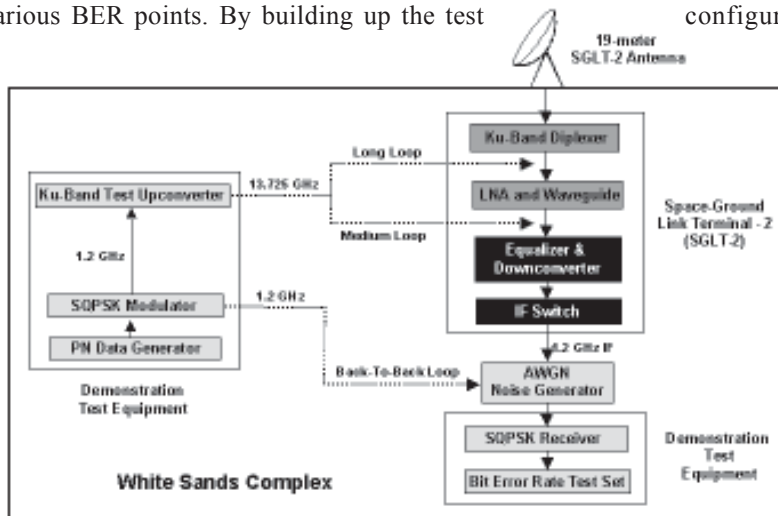 arious BER points. By building up the test
configur
19-meter
SGLT-2 Antenna
Ku-Band Diplexer
Long Loop
13.725 GHz
Ku-Band Test Upconverter
LNA and Waveguide
Space-Ground
Link Terminal - 2
(SGLT-2)
Medium Loop
1.2 GHz
Equalizer &
Downconverter
1.2 GHz
SQPSK Modulator
IF Switch
PN Data Generator
1.2 GHz IF
Back-To-Back Loop
AWGN
Noise Generator
Demonstration
Test Equipment
SQPSK Receiver
Demonstration
Test
Equipment
White Sands Complex
Bit Error Rate Test Set